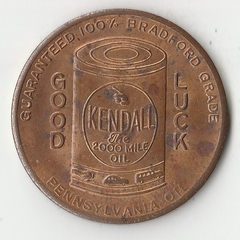 GUARANTEED 100% BRADFORD GRADE
GOOD
LUCK
KENDALL
The
2000 MILE
OIL
PENNSYLVANIA OIL